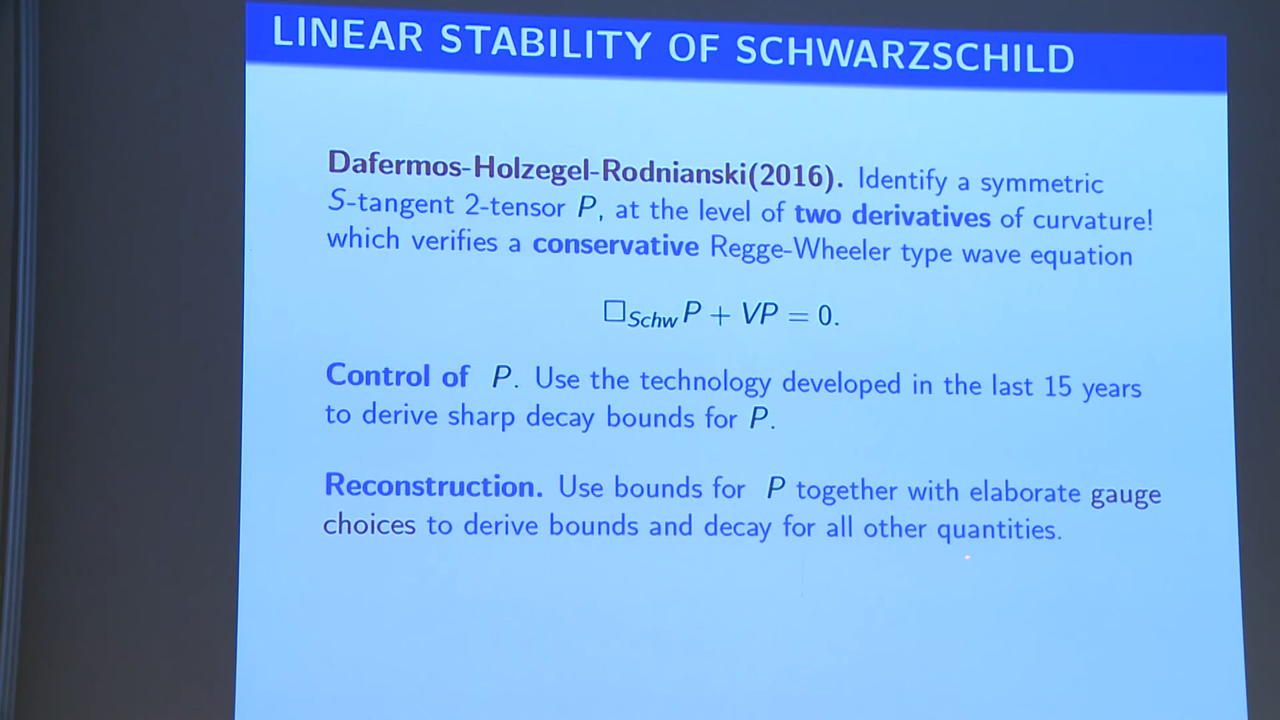 LINEAR STABILITY OF SCHWARZSCHILD
Dafermos-Holzegel-Rodnianski(2016). Identify a symmetric
S-tangent 2-tensor P, at the level of two derivatives of curvature!
which verifies a conservative Regge-Wheeler type wave equation
□_Schw P + VP = 0.
Control of P. Use the technology developed in the last 15 years
to derive sharp decay bounds for P.
Reconstruction. Use bounds for P together with elaborate gauge
choices to derive bounds and decay for all other quantities.